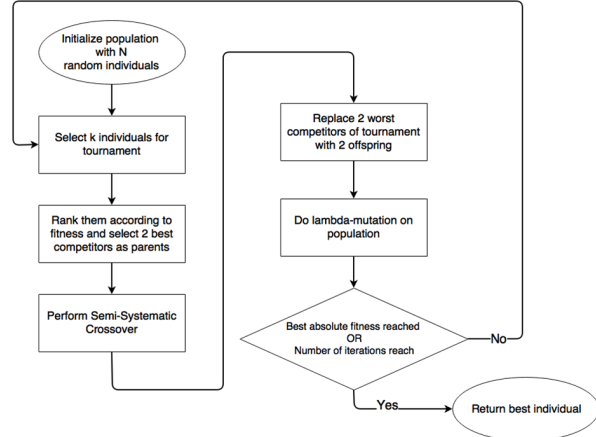 Initialize population
with N
random individuals
Select k individuals for
tournament
Rank them according to
fitness and select 2 best
competitors as parents
Perform Semi-Systematic
Crossover
Replace 2 worst
competitors of tournament
with 2 offspring
Do lambda-mutation on
population
Best absolute fitness reached
OR
Number of iterations reach
No
Yes
Return best individual